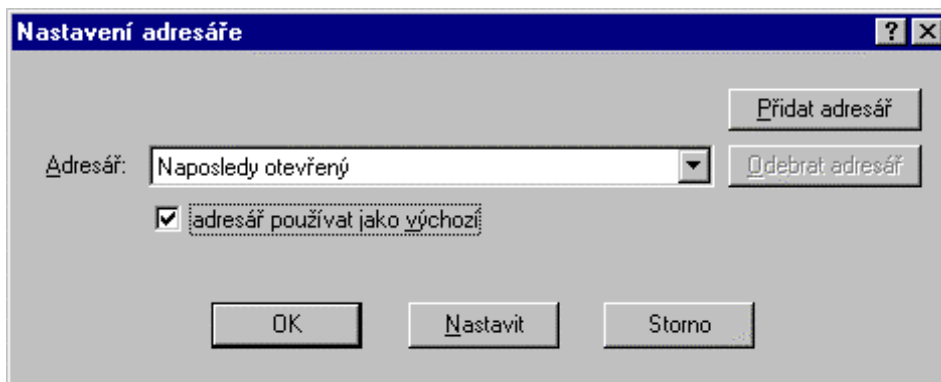 Nastavení adresáře
Přidat adresář
Adresář: Naposledy otevřený Odebrat adresář
adresář používat jako výchozí
OK Nastavit Storno